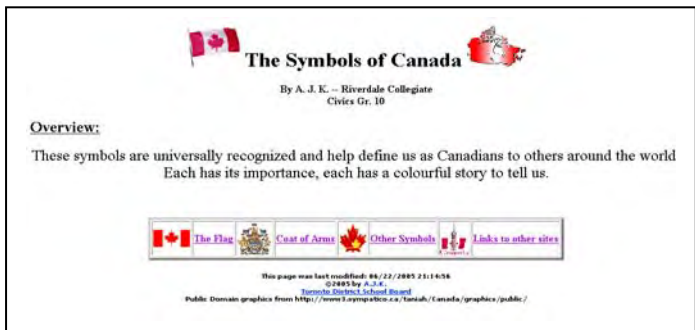 The Symbols of Canada
By A. J. K. -- Riverdale Collegiate
Civics Gr. 10
Overview:
These symbols are universally recognized and help define us as Canadians to others around the world
Each has its importance, each has a colourful story to tell us.
The Flag Coat of Arms Other Symbols Links to other sites
This page was last modified: 06/22/2005 21:14:56
©2005 by A.J.K.
Toronto District School Board
Public Domain graphics from http://www3.sympatico.ca/taniah/Canada/graphics/public/